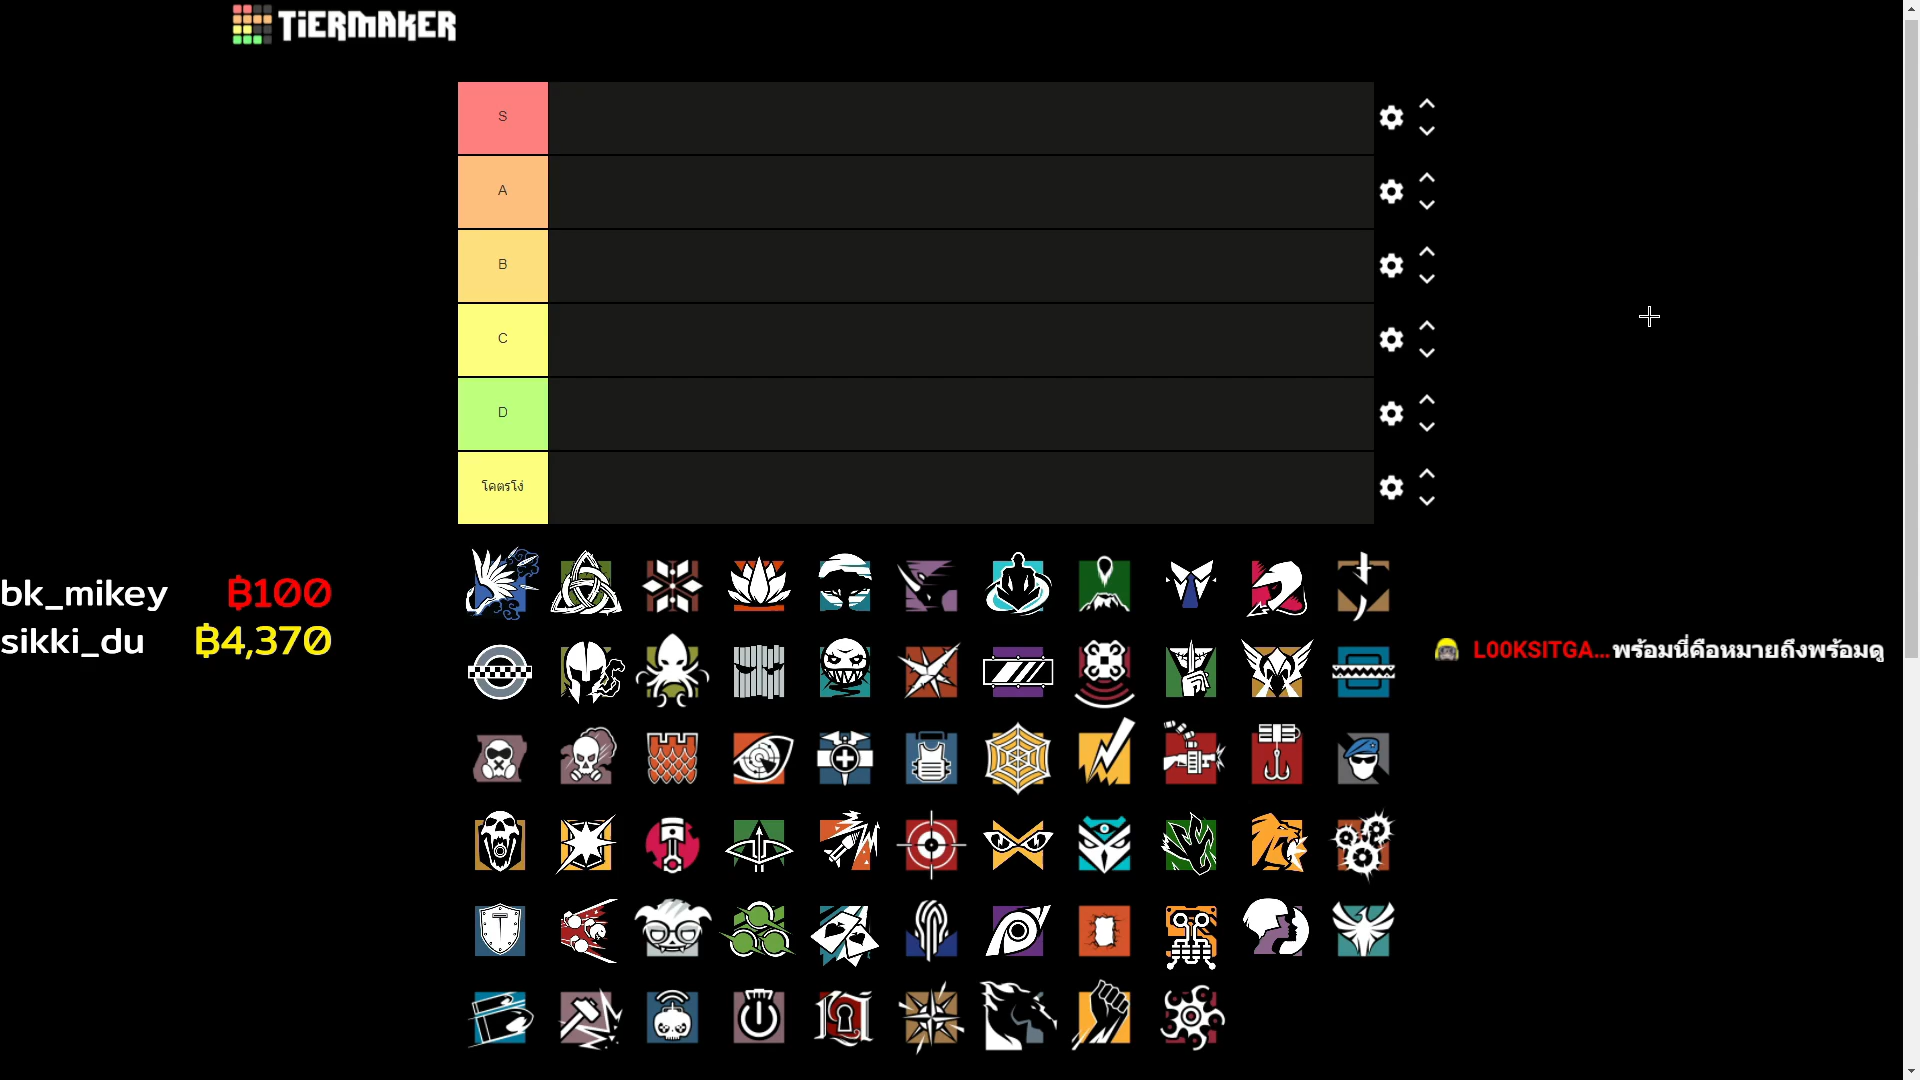 TiERMAKER
S
A
B
C
D
โคตรโง่
bk_mikey ฿100
sikki_du ฿4,370
L00KSITGA... พร้อมนี่คือหมายถึงพร้อมดู